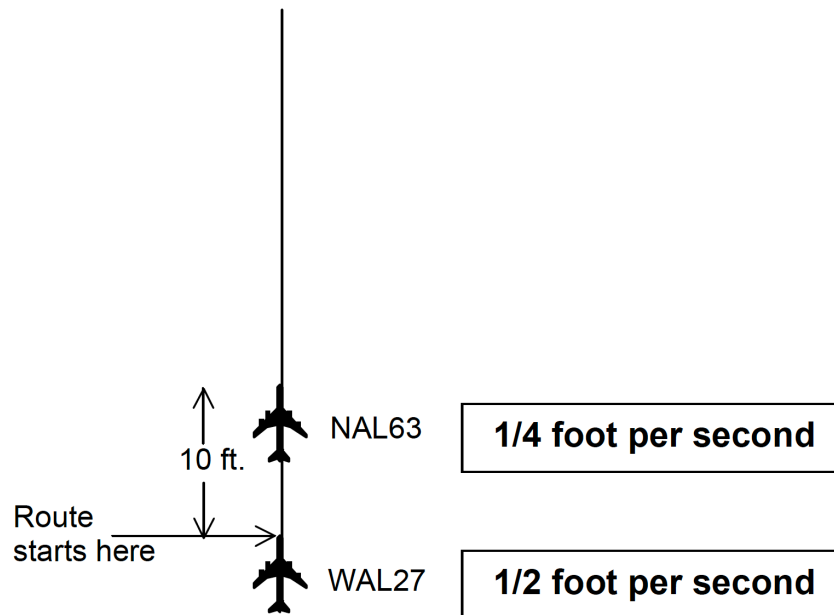 NAL63
1/4 foot per second
10 ft.
Route
starts here
WAL27
1/2 foot per second